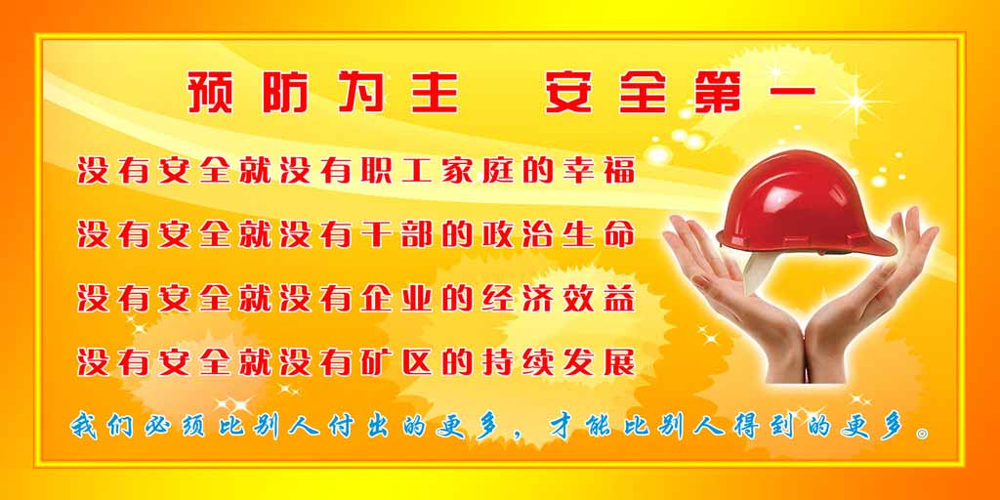 预防为主 安全第一
没有安全就没有职工家庭的幸福
没有安全就没有干部的政治生命
没有安全就没有企业的经济效益
没有安全就没有矿区的持续发展
我们必须比别人付出的更多，才能比别人得到的更多。